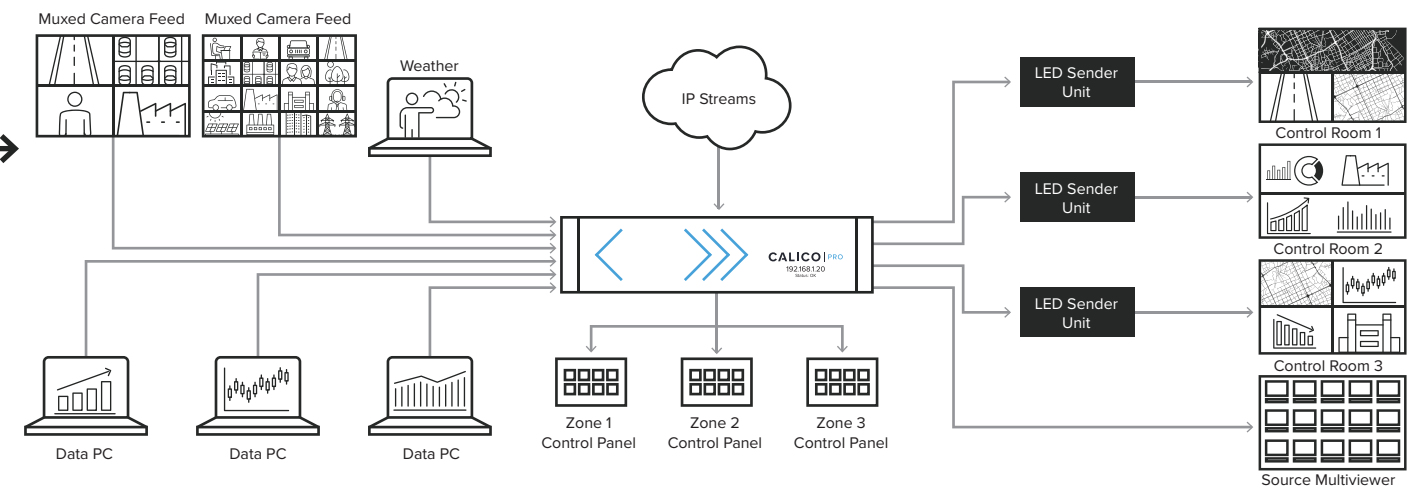 Muxed Camera Feed
Muxed Camera Feed
Weather
IP Streams
LED Sender
Unit
Control Room 1
LED Sender
Unit
Control Room 2
CALICO|PRO
192.168.1.20
Status: OK
LED Sender
Unit
Control Room 3
Zone 1
Control Panel
Zone 2
Control Panel
Zone 3
Control Panel
Data PC
Data PC
Data PC
Source Multiviewer